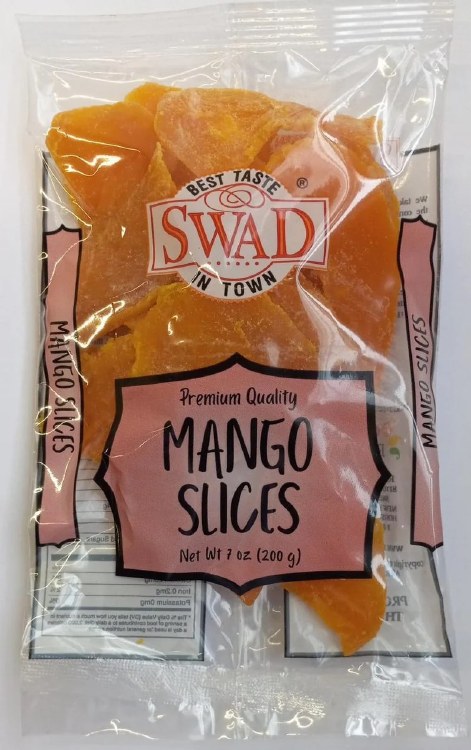 BEST TASTE
®
SWAD
IN TOWN
MANGO SLICES
MANGO SLICES
Premium Quality
MANGO
SLICES
Net Wt 7 oz (200 g)
Potassium 0mg